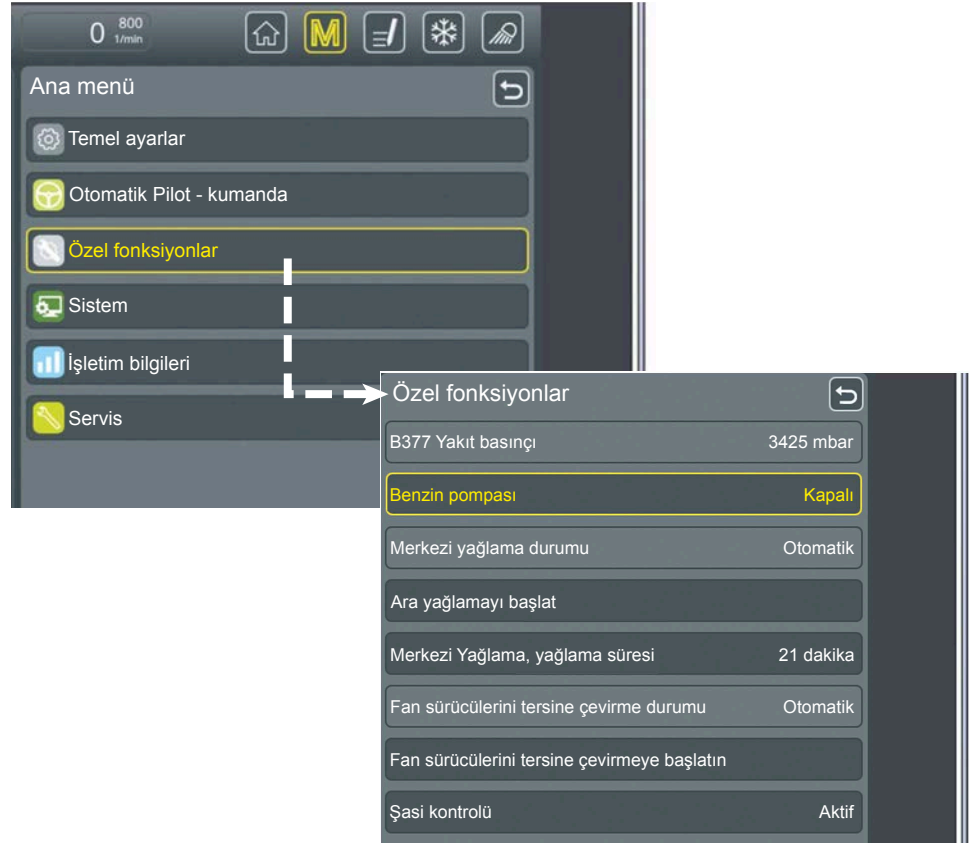 0 800 1/min
M
Ana menü
Temel ayarlar
Otomatik Pilot - kumanda
Özel fonksiyonlar
Sistem
İşletim bilgileri
Servis
Özel fonksiyonlar
B377 Yakıt basınçı 3425 mbar
Benzin pompası Kapalı
Merkezi yağlama durumu Otomatik
Ara yağlamayı başlat
Merkezi Yağlama, yağlama süresi 21 dakika
Fan sürücülerini tersine çevirme durumu Otomatik
Fan sürücülerini tersine çevirmeye başlatın
Şasi kontrolü Aktif